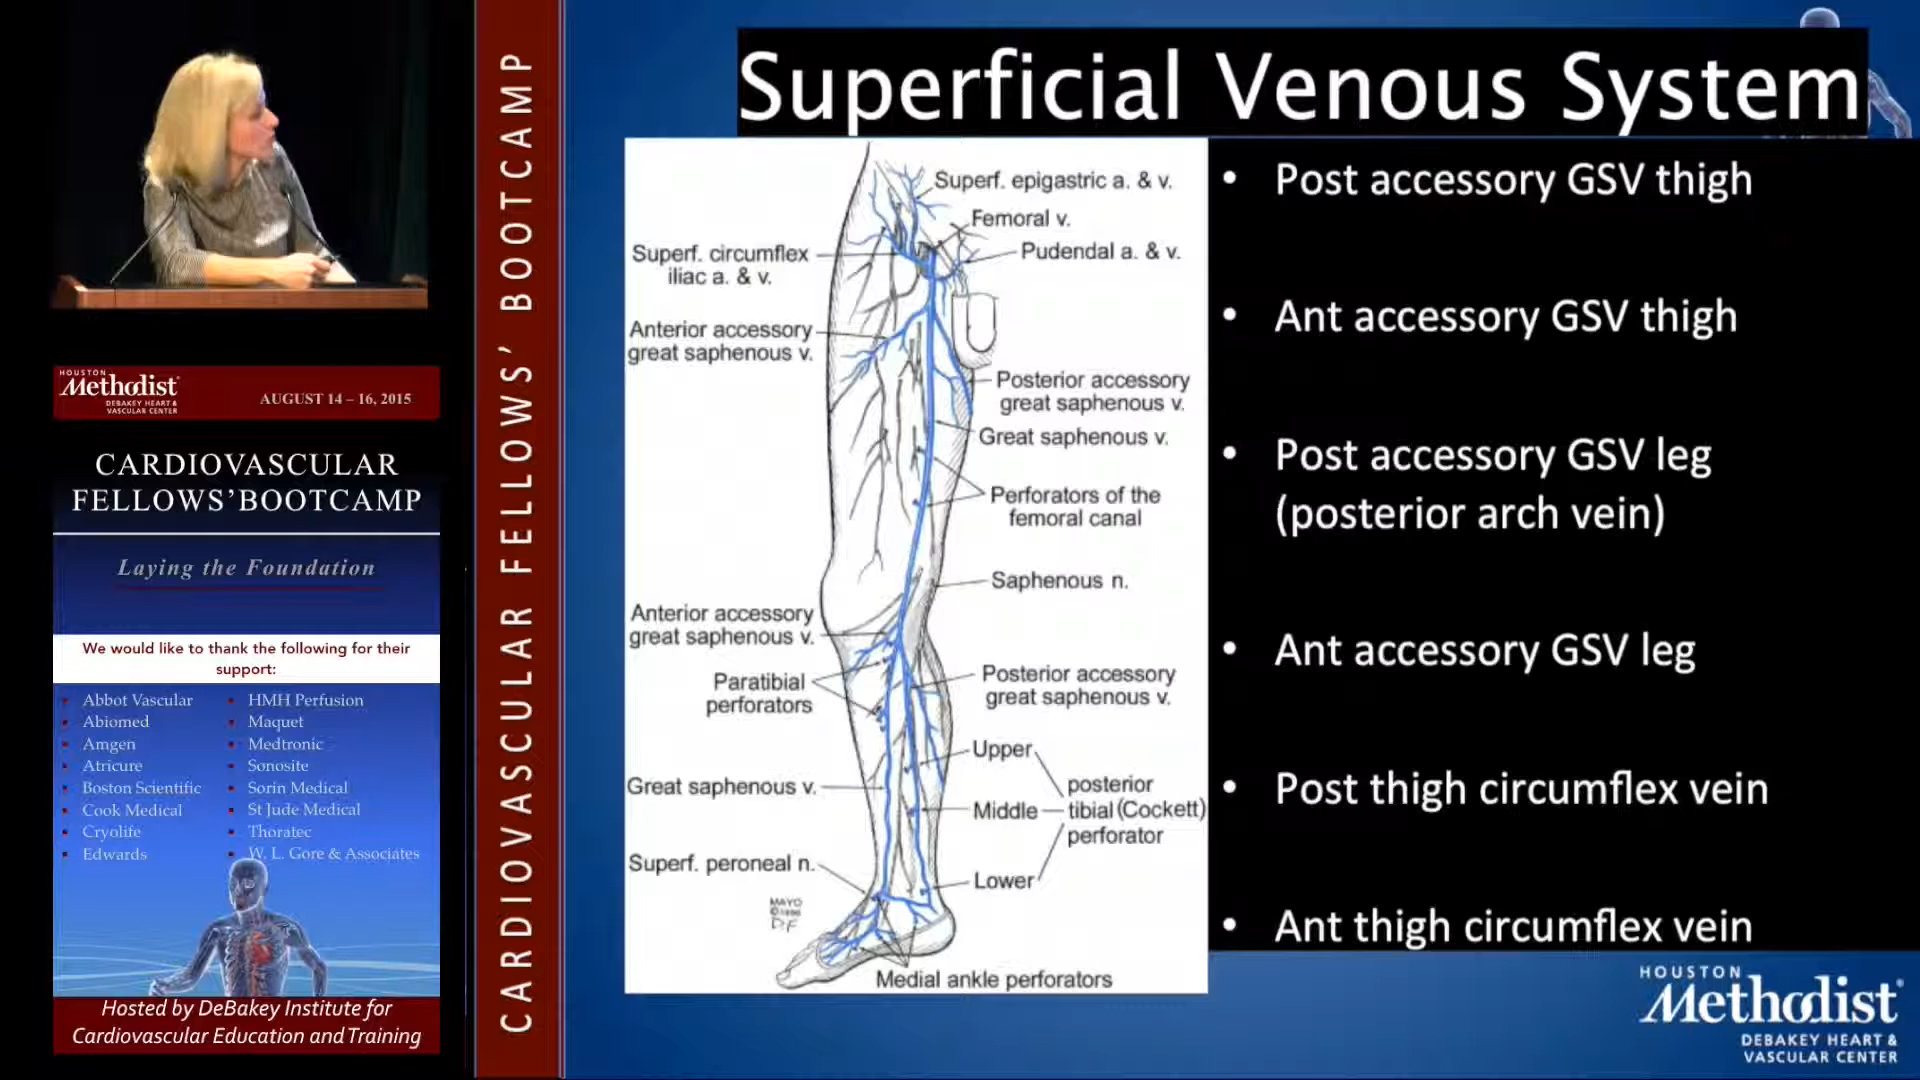 Superficial Venous System
Superf. epigastric a. & v.
Femoral v.
Superf. circumflex
iliac a. & v.
Pudendal a. & v.
Anterior accessory
great saphenous v.
Posterior accessory
great saphenous v.
Great saphenous v.
Perforators of the
femoral canal
Saphenous n.
Anterior accessory
great saphenous v.
Paratibial
perforators
Posterior accessory
great saphenous v.
Upper
Middle
Lower
posterior
tibial (Cockett)
perforator
Great saphenous v.
Superf. peroneal n.
MAYO
©1996
DF
Medial ankle perforators
• Post accessory GSV thigh
• Ant accessory GSV thigh
• Post accessory GSV leg
(posterior arch vein)
• Ant accessory GSV leg
• Post thigh circumflex vein
• Ant thigh circumflex vein
HOUSTON
Methodist
DEBAKEY HEART &
VASCULAR CENTER
CARDIOVASCULAR FELLOWS' BOOTCAMP
HOUSTON
Methodist
DEBAKEY HEART &
VASCULAR CENTER
AUGUST 14 – 16, 2015
CARDIOVASCULAR
FELLOWS'BOOTCAMP
Laying the Foundation
We would like to thank the following for their
support:
Abbot Vascular
Abiomed
Amgen
Atricure
Boston Scientific
Cook Medical
Cryolife
Edwards
HMH Perfusion
Maquet
Medtronic
Sonosite
Sorin Medical
St Jude Medical
Thoratec
W. L. Gore & Associates
Hosted by DeBakey Institute for
Cardiovascular Education and Training